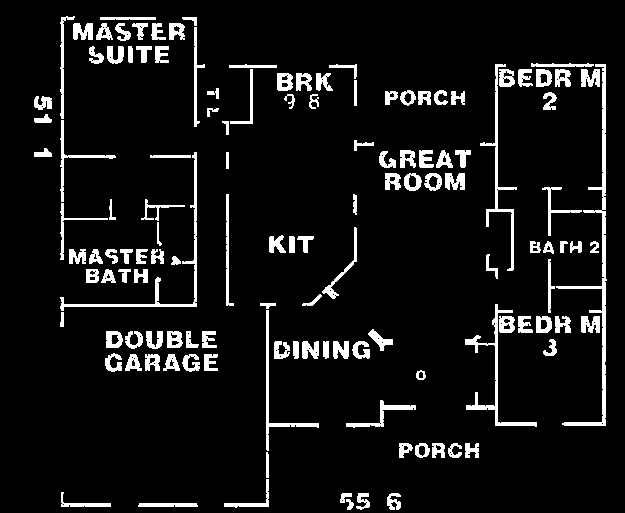 MASTER
SUITE
BRK
9 8
PORCH
BEDR M
2
51 1
GREAT
ROOM
KIT
MASTER
BATH
BATH 2
DOUBLE
GARAGE
DINING
BEDR M
3
PORCH
55 6